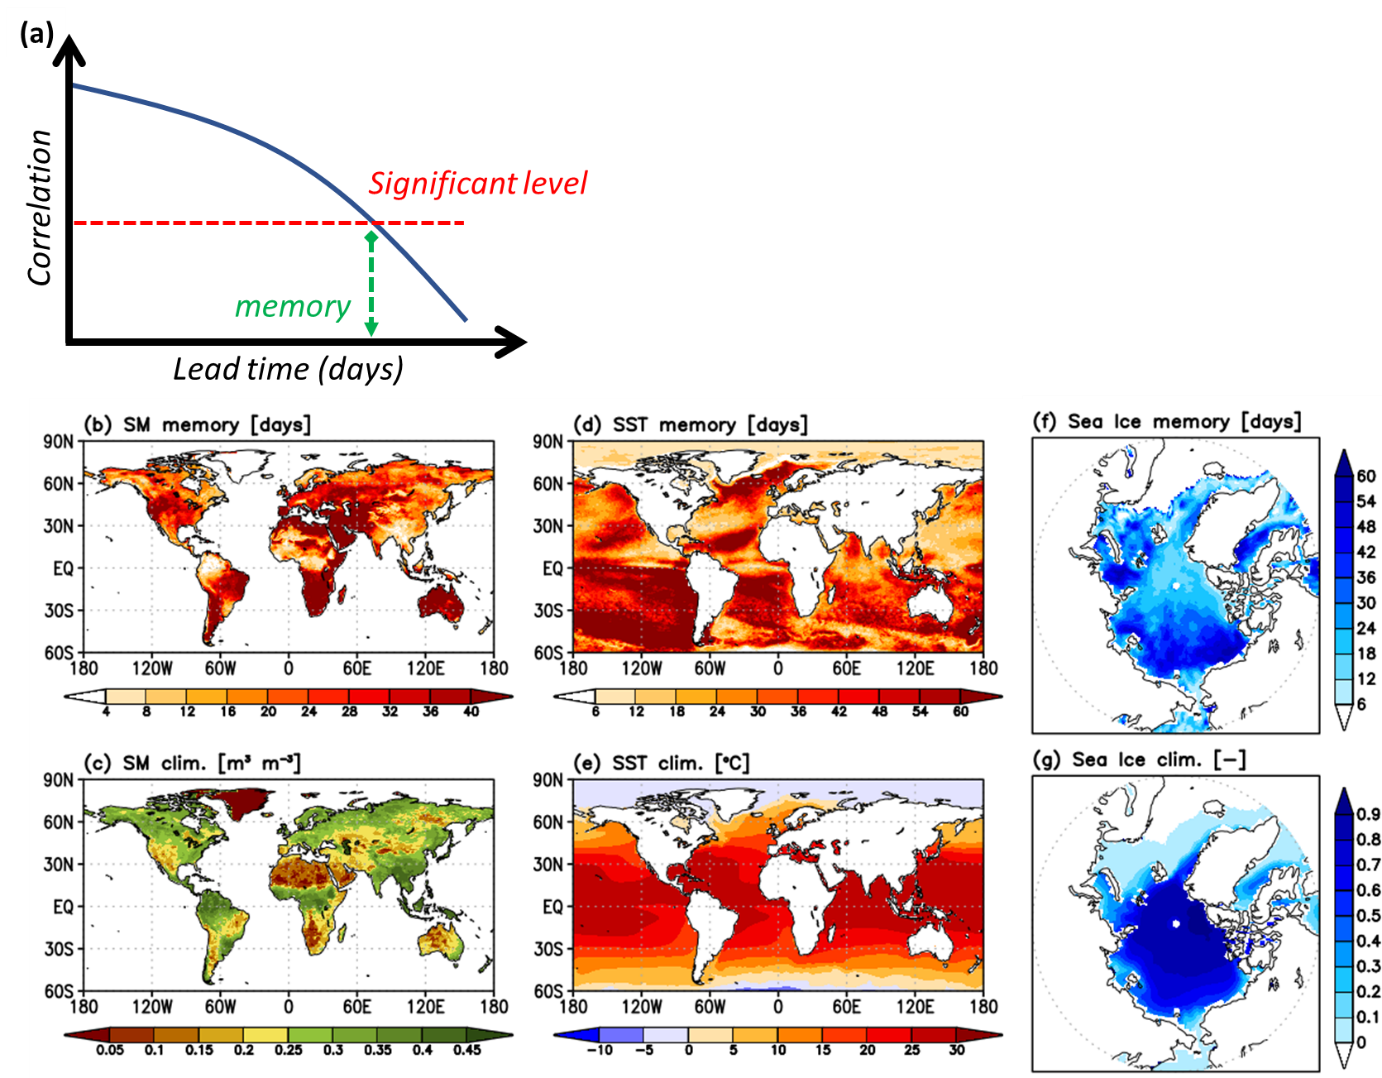 (a)
Correlation
Significant level
memory
Lead time (days)
(b) SM memory [days]
90N
60N
30N
EQ
30S
60S
180 120W 60W 0 60E 120E 180
4 8 12 16 20 24 28 32 36 40
(d) SST memory [days]
90N
60N
30N
EQ
30S
60S
180 120W 60W 0 60E 120E 180
6 12 18 24 30 36 42 48 54 60
(f) Sea Ice memory [days]
60
54
48
42
36
30
24
18
12
6
(c) SM clim. [m³ m⁻³]
90N
60N
30N
EQ
30S
60S
180 120W 60W 0 60E 120E 180
0.05 0.1 0.15 0.2 0.25 0.3 0.35 0.4 0.45
(e) SST clim. [°C]
90N
60N
30N
EQ
30S
60S
180 120W 60W 0 60E 120E 180
-10 -5 0 5 10 15 20 25 30
(g) Sea Ice clim. [-]
0.9
0.8
0.7
0.6
0.5
0.4
0.3
0.2
0.1
0